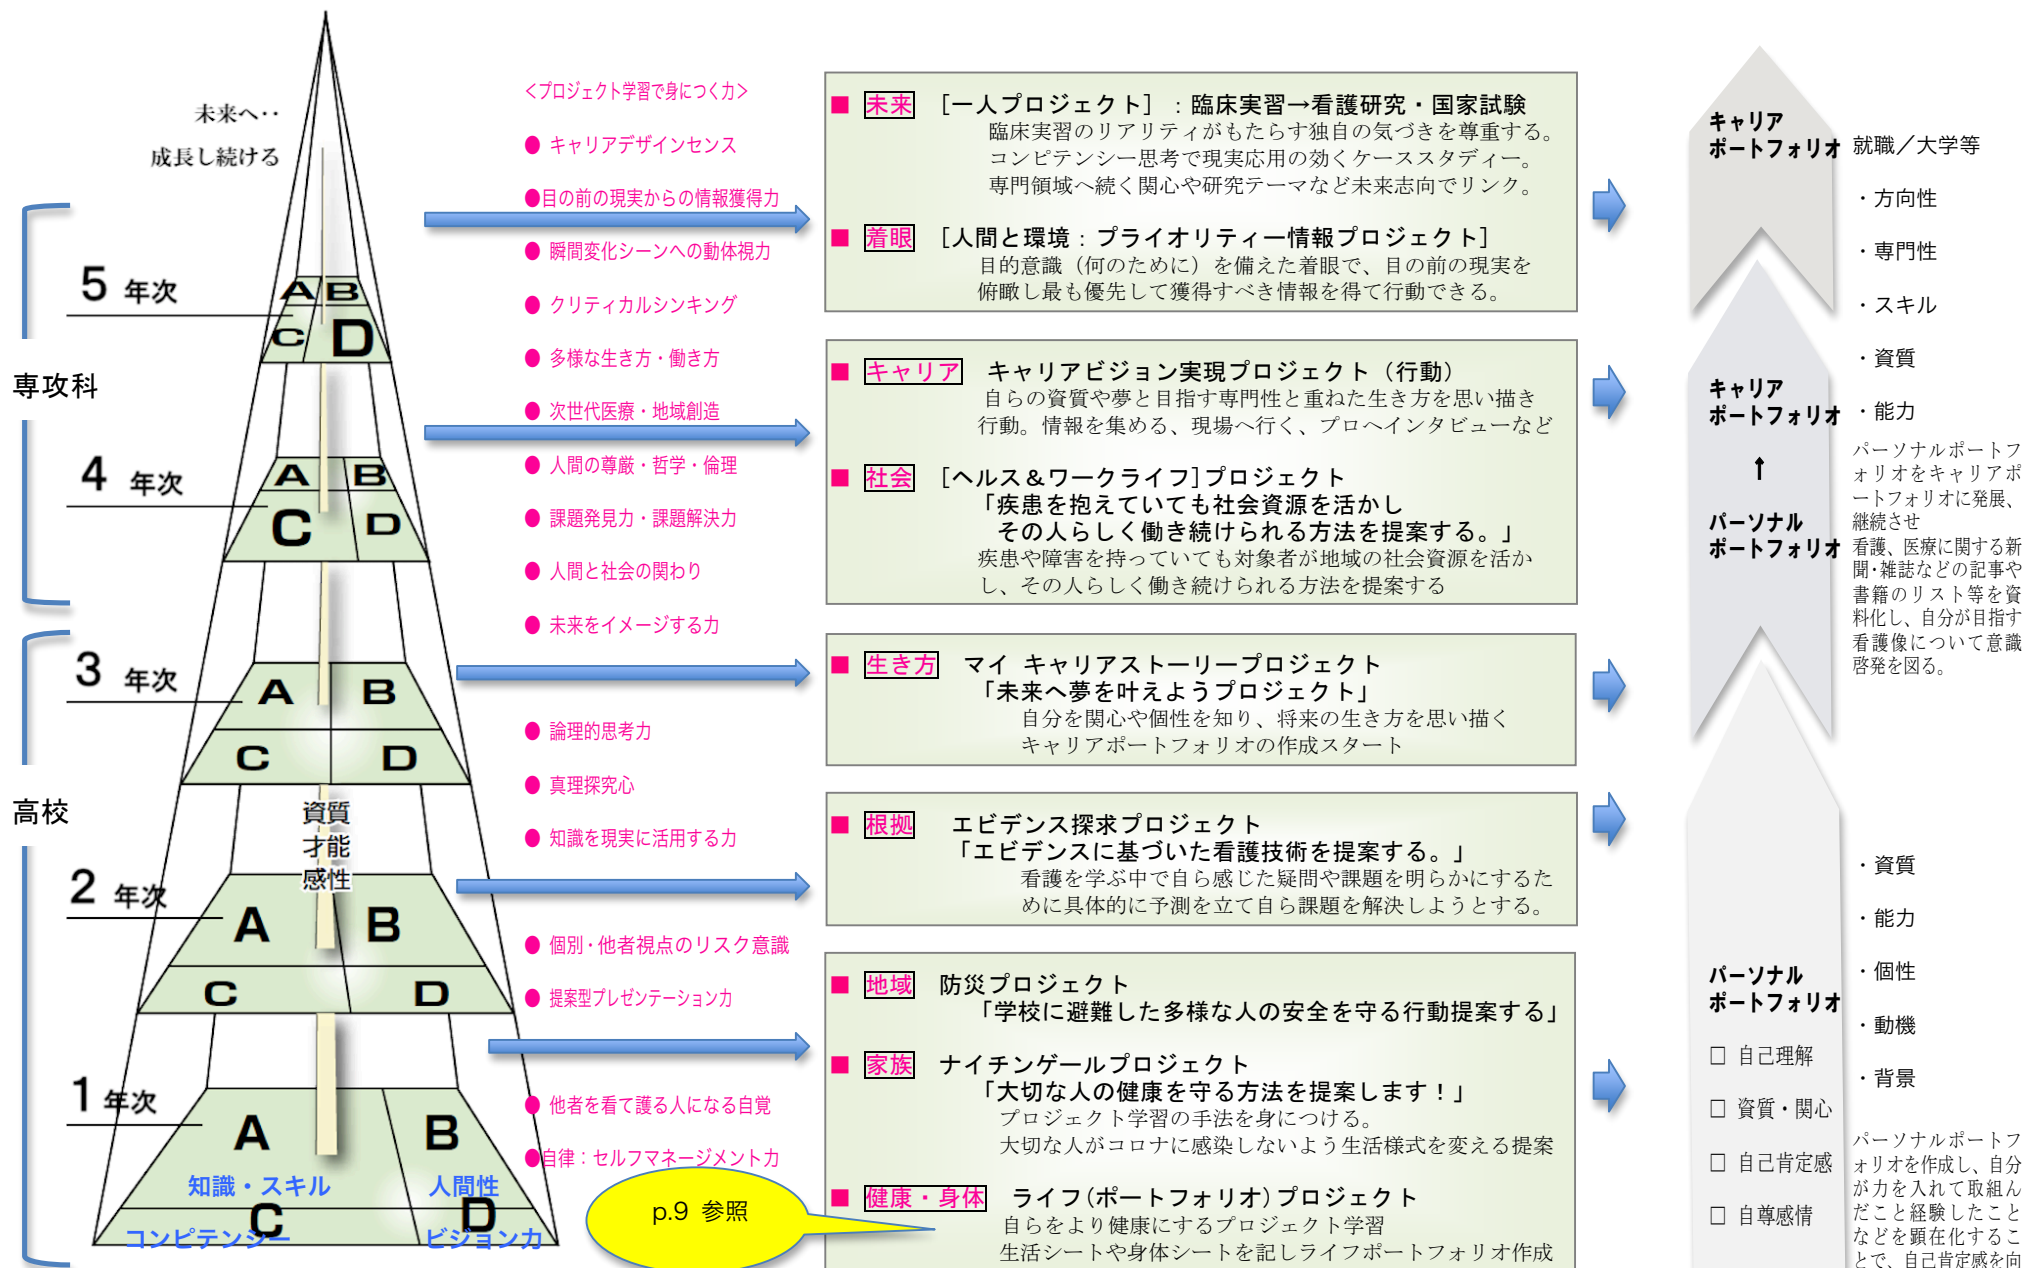 未来へ‥
成長し続ける
5 年次
A B
C D
専攻科
4 年次
A B
C D
3 年次
A B
C D
高校
資質
才能
感性
2 年次
A B
C D
1 年次
A B
知識・スキル 人間性
C D
コンピテンシー ビジョン力
＜プロジェクト学習で身につく力＞
● キャリアデザインセンス
●目の前の現実からの情報獲得力
● 瞬間変化シーンへの動体視力
● クリティカルシンキング
● 多様な生き方・働き方
● 次世代医療・地域創造
● 人間の尊厳・哲学・倫理
● 課題発見力・課題解決力
● 人間と社会の関わり
● 未来をイメージする力
● 論理的思考力
● 真理探究心
● 知識を現実に活用する力
● 個別・他者視点のリスク意識
● 提案型プレゼンテーション力
● 他者を看て護る人になる自覚
●自律：セルフマネージメント力
p.9 参照
■ 未来 ［一人プロジェクト］：臨床実習→看護研究・国家試験
臨床実習のリアリティがもたらす独自の気づきを尊重する。
コンピテンシー思考で現実応用の効くケーススタディー。
専門領域へ続く関心や研究テーマなど未来志向でリンク。
■ 着眼 ［人間と環境：プライオリティー情報プロジェクト］
目的意識（何のために）を備えた着眼で、目の前の現実を
俯瞰し最も優先して獲得すべき情報を得て行動できる。
■ キャリア キャリアビジョン実現プロジェクト（行動）
自らの資質や夢と目指す専門性と重ねた生き方を思い描き
行動。情報を集める、現場へ行く、プロへインタビューなど
■ 社会 ［ヘルス＆ワークライフ］プロジェクト
「疾患を抱えていても社会資源を活かし
その人らしく働き続けられる方法を提案する。」
疾患や障害を持っていても対象者が地域の社会資源を活か
し、その人らしく働き続けられる方法を提案する
■ 生き方 マイ キャリアストーリープロジェクト
「未来へ夢を叶えようプロジェクト」
自分を関心や個性を知り、将来の生き方を思い描く
キャリアポートフォリオの作成スタート
■ 根拠 エビデンス探求プロジェクト
「エビデンスに基づいた看護技術を提案する。」
看護を学ぶ中で自ら感じた疑問や課題を明らかにするた
めに具体的に予測を立て自ら課題を解決しようとする。
■ 地域 防災プロジェクト
「学校に避難した多様な人の安全を守る行動提案する」
■ 家族 ナイチンゲールプロジェクト
「大切な人の健康を守る方法を提案します！」
プロジェクト学習の手法を身につける。
大切な人がコロナに感染しないよう生活様式を変える提案
■ 健康・身体 ライフ(ポートフォリオ)プロジェクト
自らをより健康にするプロジェクト学習
生活シートや身体シートを記しライフポートフォリオ作成
キャリア
ポートフォリオ
キャリア
ポートフォリオ
↑
パーソナル
ポートフォリオ
パーソナル
ポートフォリオ
□ 自己理解
□ 資質・関心
□ 自己肯定感
□ 自尊感情
就職／大学等
・方向性
・専門性
・スキル
・資質
・能力
パーソナルポートフ
ォリオをキャリアポ
ートフォリオに発展、
継続させ
看護、医療に関する新
聞・雑誌などの記事や
書籍のリスト等を資
料化し、自分が目指す
看護像について意識
啓発を図る。
・資質
・能力
・個性
・動機
・背景
パーソナルポートフ
ォリオを作成し、自分
が力を入れて取組ん
だこと経験したこと
などを顕在化するこ
とで、自己肯定感を向